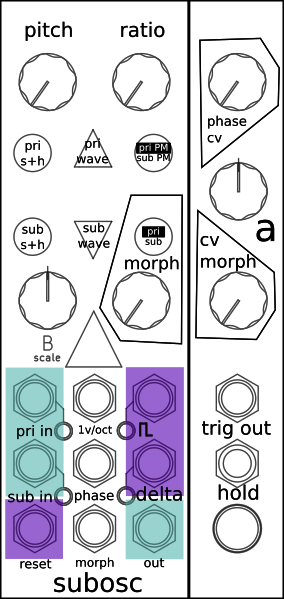 pitch ratio
phase
cv
pri
s+h
pri
wave
pri PM
sub PM
sub
s+h
sub
wave
pri
sub
morph
a
cv
morph
B
scale
pri in 1v/oct
trig out
sub in phase delta
hold
reset morph out
subosc